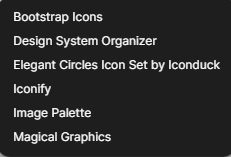 Bootstrap Icons
Design System Organizer
Elegant Circles Icon Set by Iconduck
Iconify
Image Palette
Magical Graphics